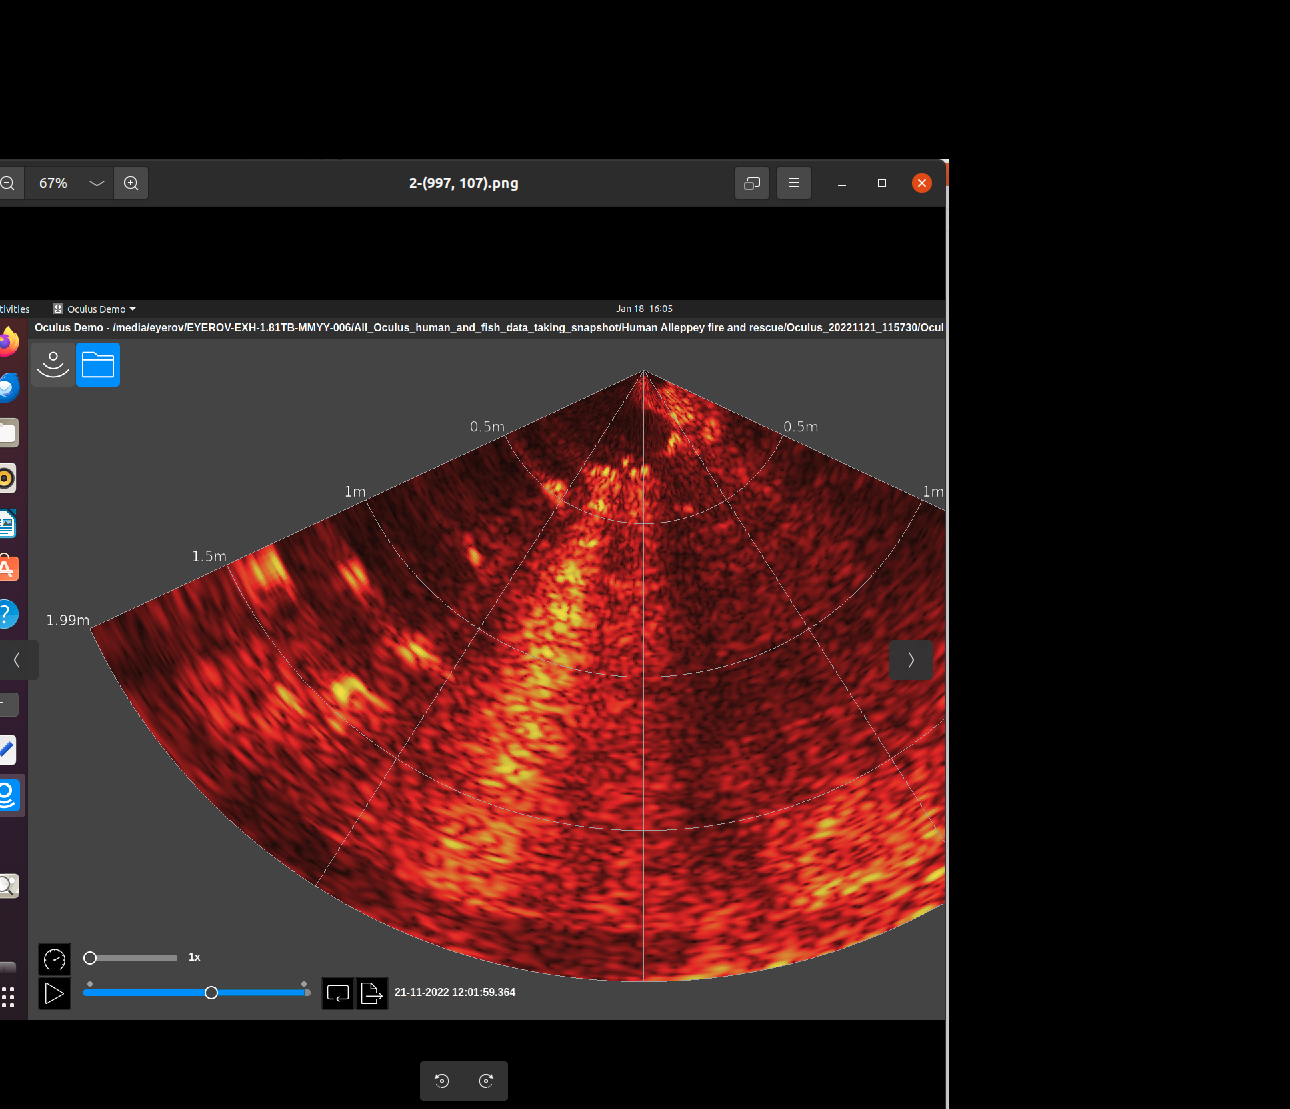 67%
2-(997, 107).png
tivities
Oculus Demo
Jan 18 16:05
Oculus Demo - /media/eyerov/EYEROV-EXH-1.81TB-MMYY-006/All_Oculus_human_and_fish_data_taking_snapshot/Human Alleppey fire and rescue/Oculus_20221121_115730/Ocul
0.5m
0.5m
1m
1m
1.5m
1.99m
1x
21-11-2022 12:01:59.364